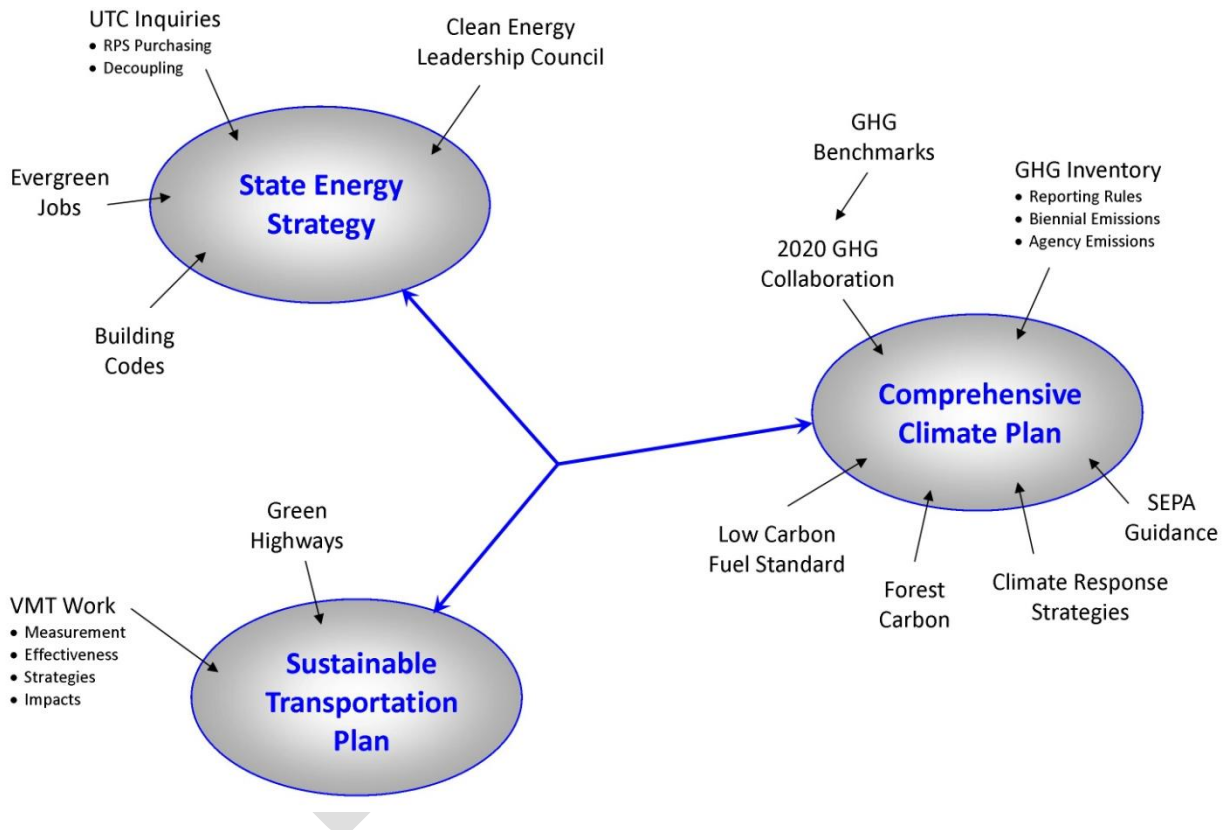 UTC Inquiries
• RPS Purchasing
• Decoupling
Clean Energy
Leadership Council
Evergreen
Jobs
State Energy
Strategy
Building
Codes
GHG
Benchmarks
2020 GHG
Collaboration
GHG Inventory
• Reporting Rules
• Biennial Emissions
• Agency Emissions
Comprehensive
Climate Plan
Low Carbon
Fuel Standard
Forest
Carbon
Climate Response
Strategies
SEPA
Guidance
Green
Highways
VMT Work
• Measurement
• Effectiveness
• Strategies
• Impacts
Sustainable
Transportation
Plan